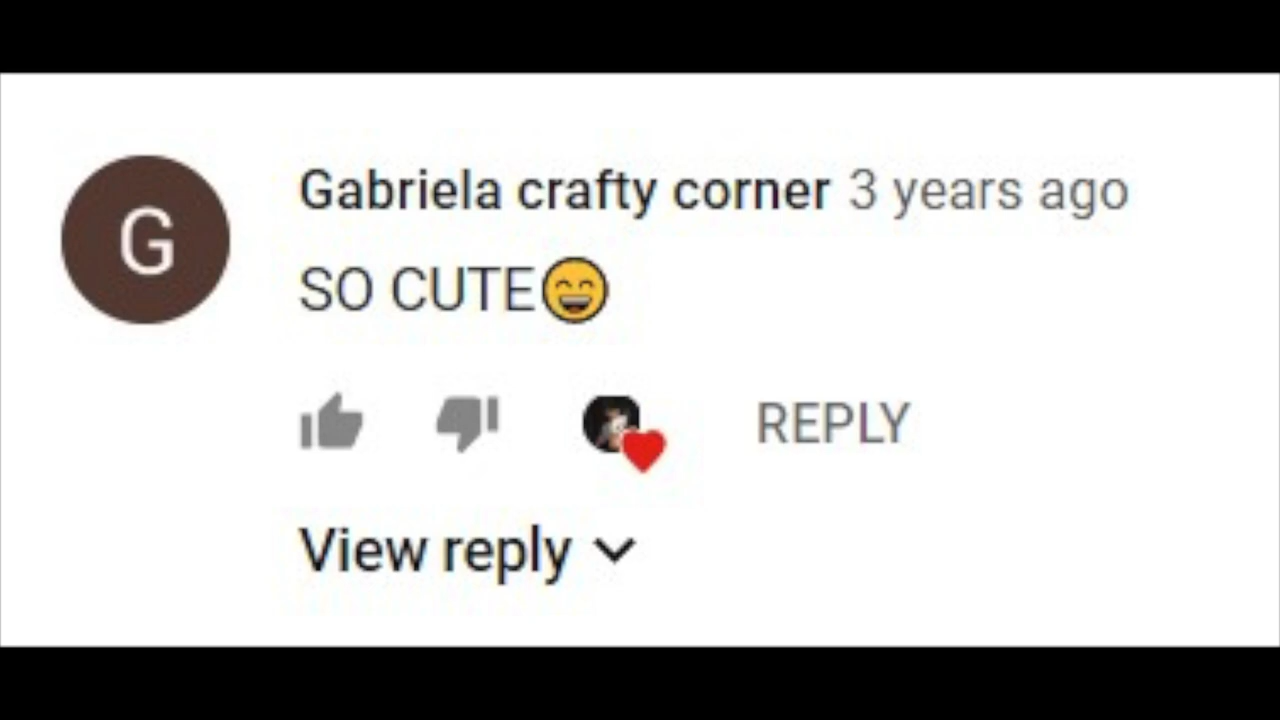 G
Gabriela crafty corner 3 years ago
SO CUTE😄
REPLY
View reply